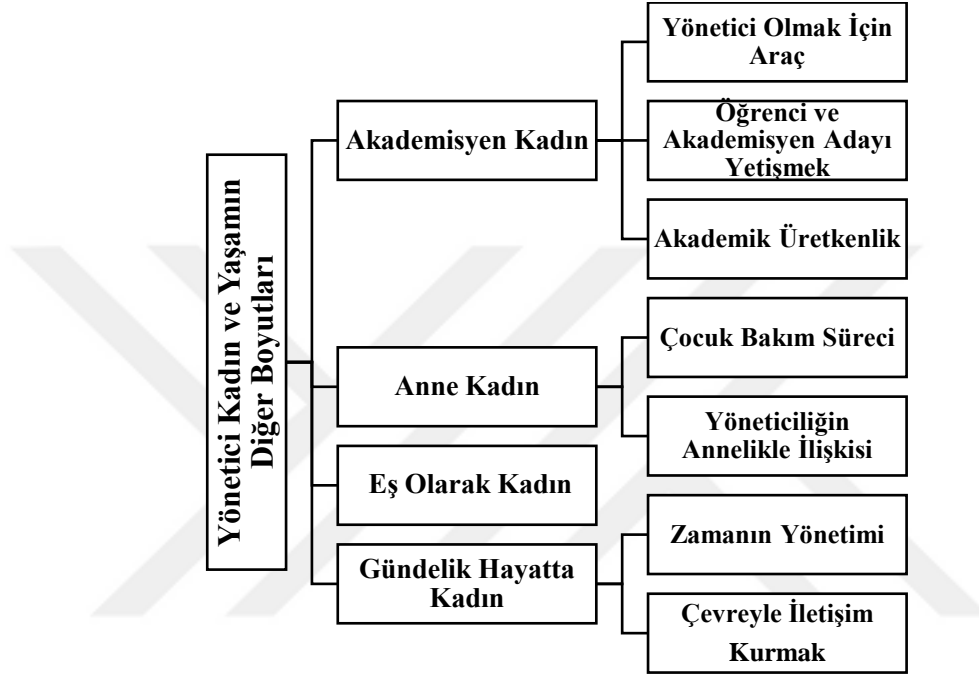 Yönetici Kadın ve Yaşamın
Diğer Boyutları
Akademisyen Kadın
Yönetici Olmak İçin
Araç
Öğrenci ve
Akademisyen Adayı
Yetişmek
Akademik Üretkenlik
Anne Kadın
Çocuk Bakım Süreci
Yöneticiliğin
Annelikle İlişkisi
Eş Olarak Kadın
Gündelik Hayatta
Kadın
Zamanın Yönetimi
Çevreyle İletişim
Kurmak